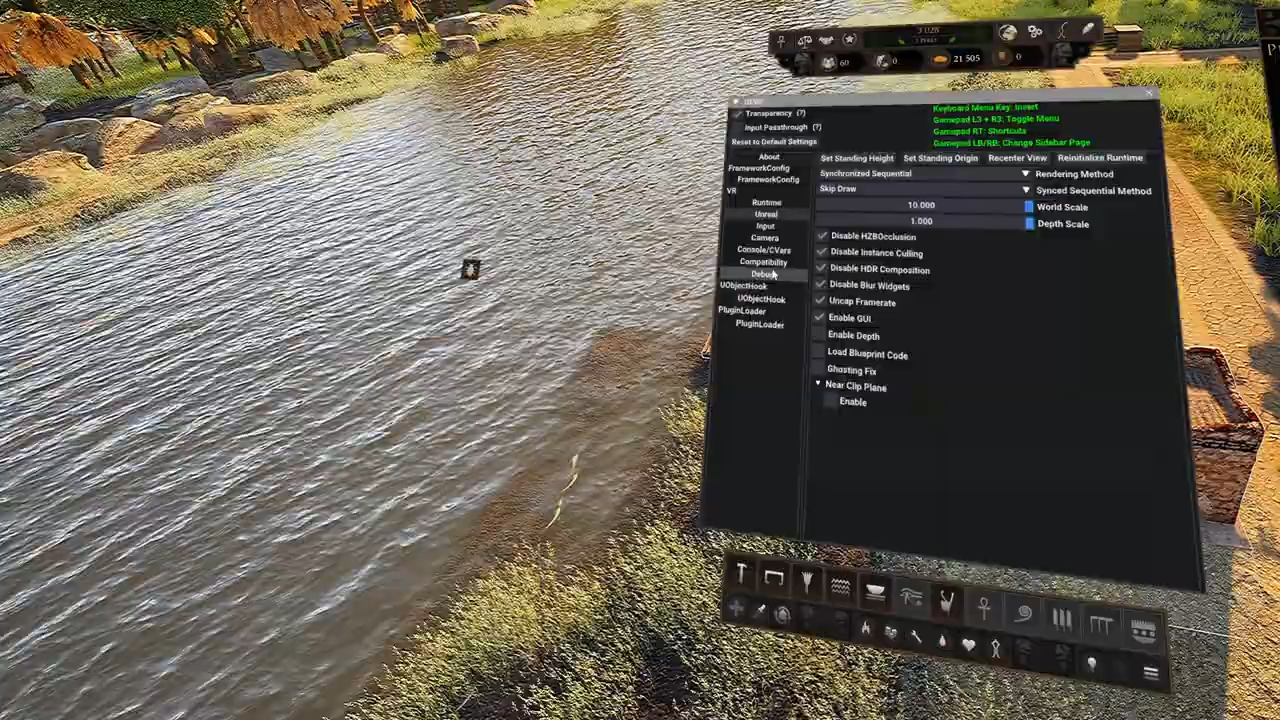 60
0
21 505
0
Transparency (?)
Input Passthrough (?)
Reset to Default Settings
Keyboard Menu Key: Insert
Gamepad L3 + R3: Toggle Menu
Gamepad RT: Shortcuts
Gamepad LB/RB: Change Sidebar Page
About
FrameworkConfig
FrameworkConfig
VR
Runtime
Unreal
Input
Camera
Console/CVars
Compatibility
Debug
UObjectHook
UObjectHook
PluginLoader
PluginLoader
Set Standing Height Set Standing Origin Recenter View Reinitialize Runtime
Synchronized Sequential Rendering Method
Skip Draw Synced Sequential Method
10.000 World Scale
1.000 Depth Scale
Disable HZBOcclusion
Disable Instance Culling
Disable HDR Composition
Disable Blur Widgets
Uncap Framerate
Enable GUI
Enable Depth
Load Blueprint Code
Ghosting Fix
Near Clip Plane
Enable